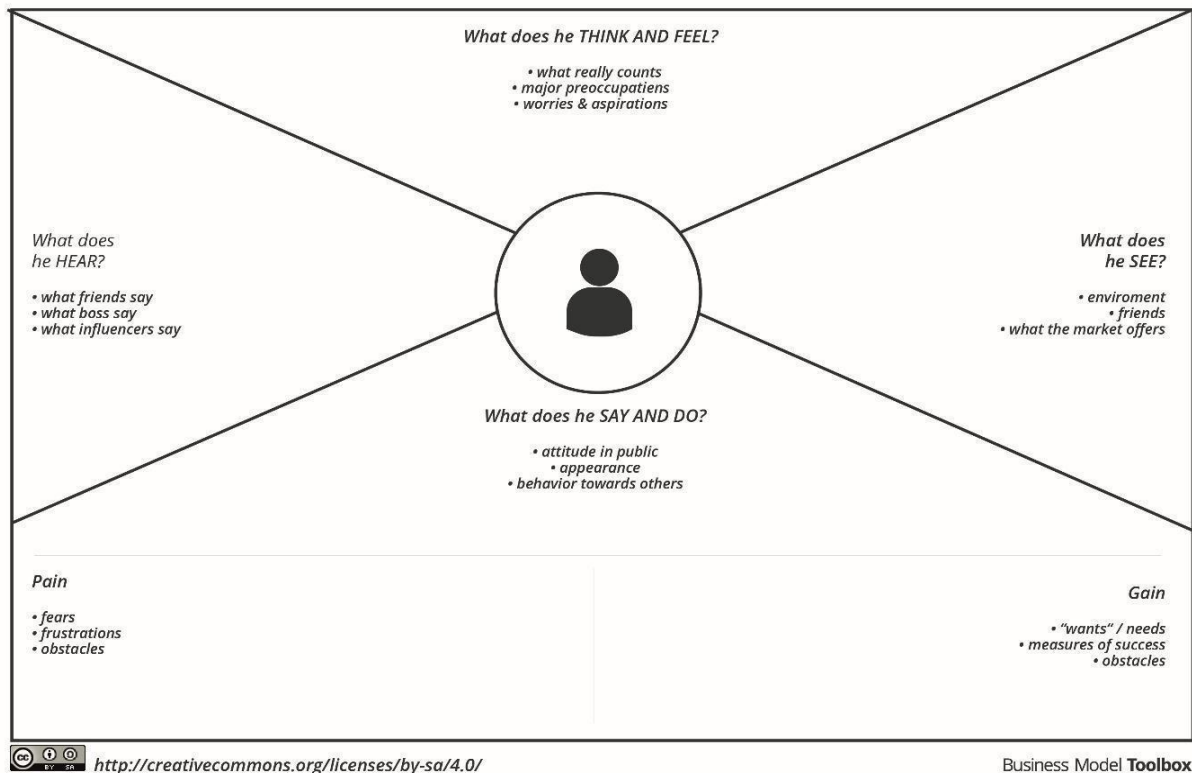 What does he THINK AND FEEL?
• what really counts
• major preoccupatiens
• worries & aspirations
What does
he HEAR?
• what friends say
• what boss say
• what influencers say
What does
he SEE?
• enviroment
• friends
• what the market offers
What does he SAY AND DO?
• attitude in public
• appearance
• behavior towards others
Pain
• fears
• frustrations
• obstacles
Gain
• “wants“ / needs
• measures of success
• obstacles
cc BY SA
http://creativecommons.org/licenses/by-sa/4.0/
Business Model Toolbox